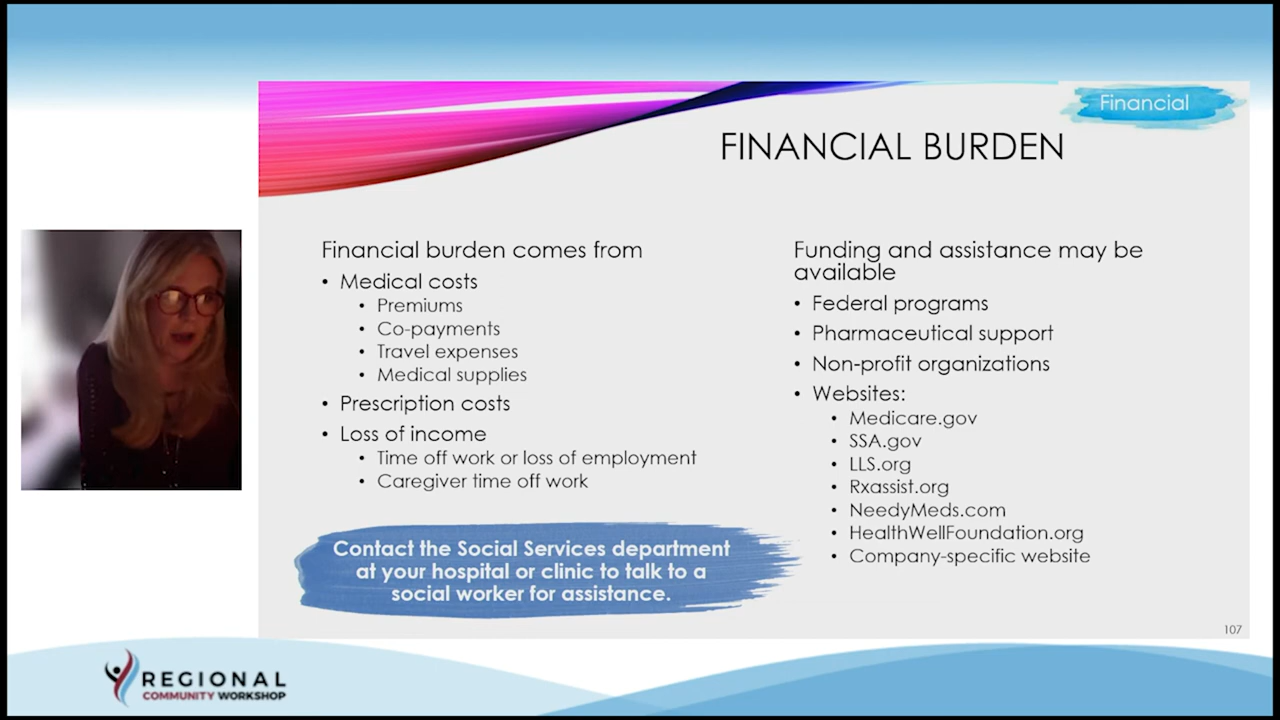 Financial
FINANCIAL BURDEN
Financial burden comes from
• Medical costs
• Premiums
• Co-payments
• Travel expenses
• Medical supplies
• Prescription costs
• Loss of income
• Time off work or loss of employment
• Caregiver time off work
Contact the Social Services department
at your hospital or clinic to talk to a
social worker for assistance.
Funding and assistance may be
available
• Federal programs
• Pharmaceutical support
• Non-profit organizations
• Websites:
• Medicare.gov
• SSA.gov
• LLS.org
• Rxassist.org
• NeedyMeds.com
• HealthWellFoundation.org
• Company-specific website
107
REGIONAL
COMMUNITY WORKSHOP